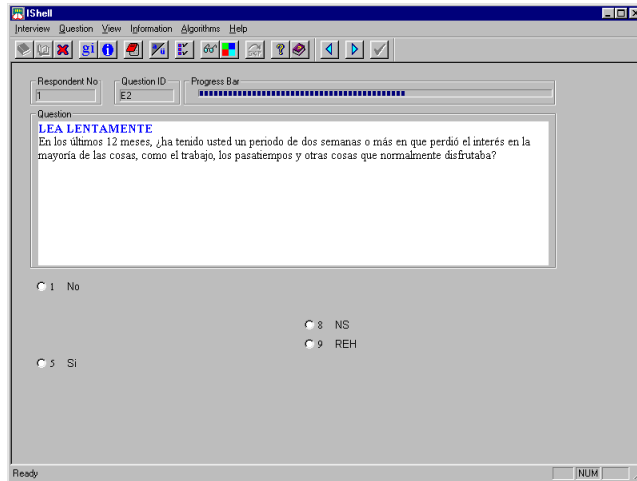 IShell
Interview Question View Information Algorithms Help
gi
Respondent No
Question ID
Progress Bar
1
E2
Question
LEA LENTAMENTE
En los últimos 12 meses, ¿ha tenido usted un periodo de dos semanas o más en que perdió el interés en la
mayoría de las cosas, como el trabajo, los pasatiempos y otras cosas que normalmente disfrutaba?
1 No
8 NS
9 REH
5 Si
Ready
NUM